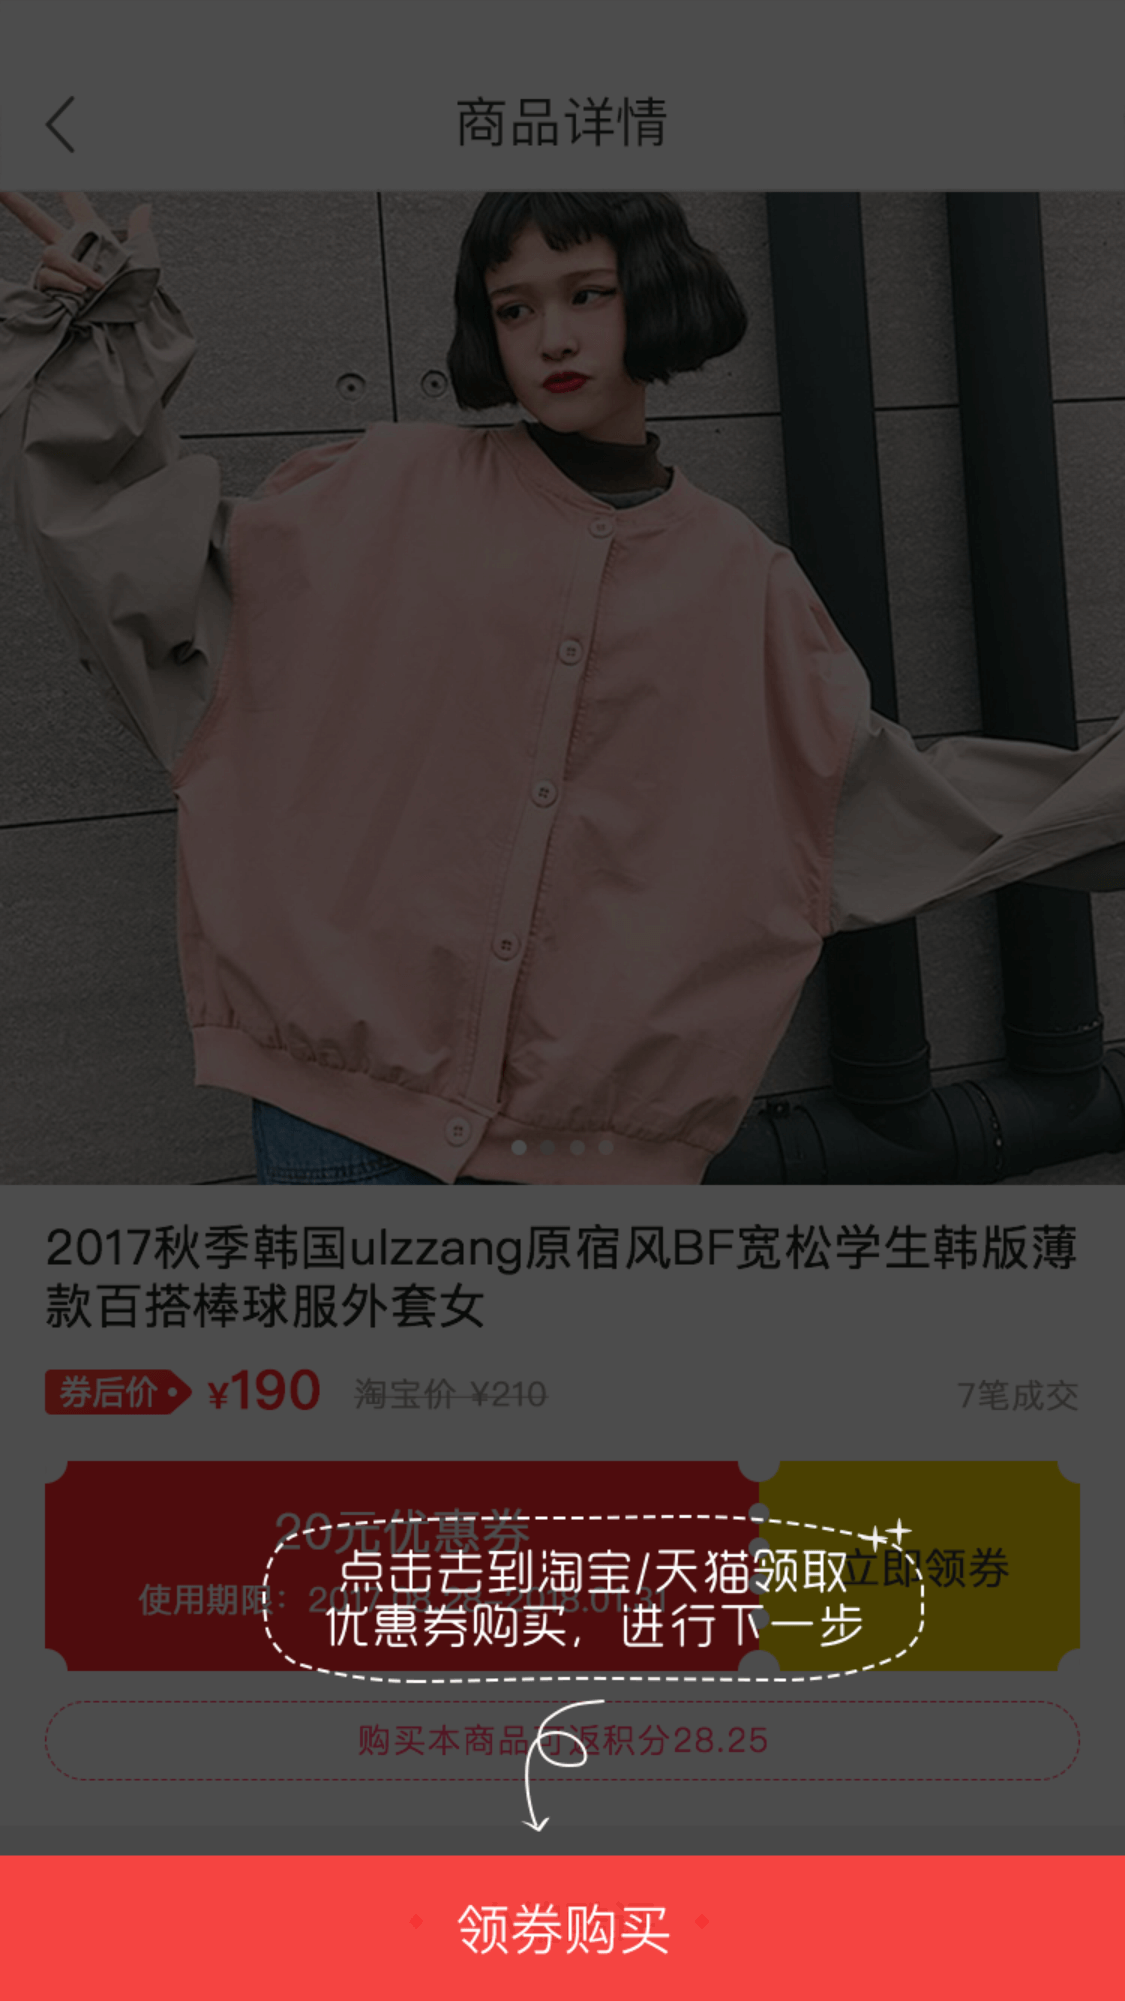 商品详情
2017秋季韩国ulzzang原宿风BF宽松学生韩版薄
款百搭棒球服外套女
券后价 ¥190 淘宝价 ¥210 7笔成交
20元优惠券
使用期限：2017.08.28-2018.01.31
立即领券
点击去到淘宝/天猫领取
优惠券购买，进行下一步
购买本商品可返积分28.25
领券购买